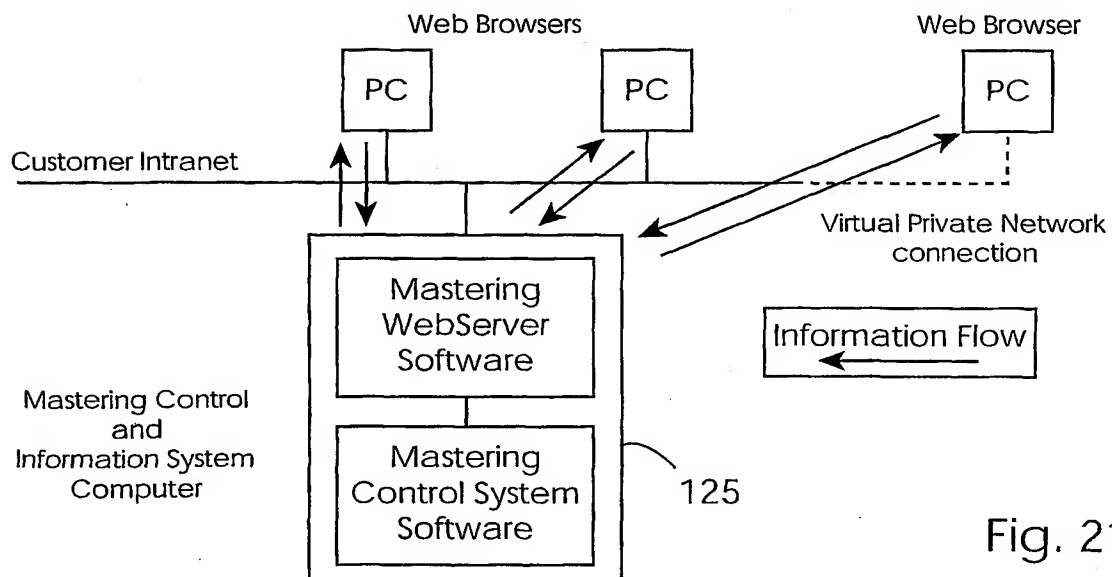 Web Browsers
Web Browser
PC
PC
PC
Customer Intranet
Virtual Private Network
connection
Mastering
WebServer
Software
Information Flow
Mastering Control
and
Information System
Computer
Mastering
Control System
Software
125
Fig. 21